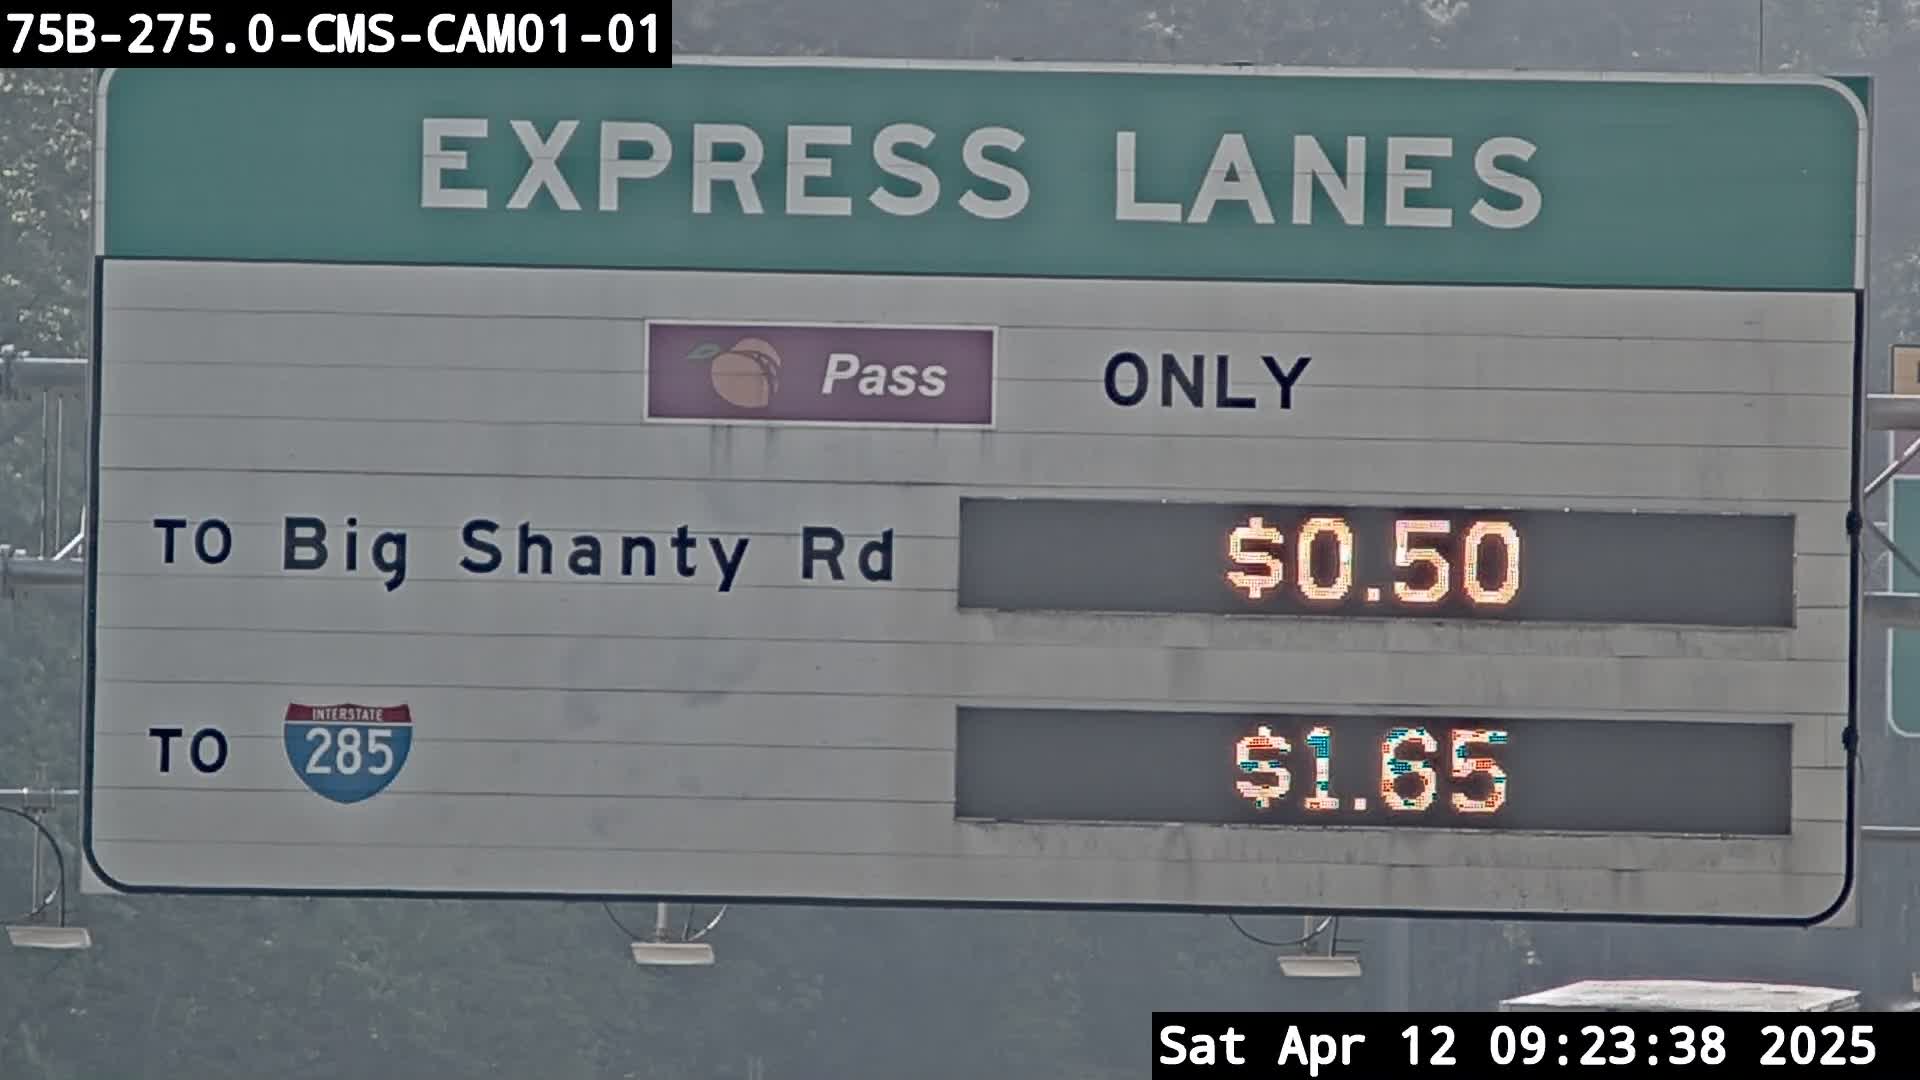 75B-275.0-CMS-CAM01-01
EXPRESS LANES
Pass ONLY
TO Big Shanty Rd $0.50
INTERSTATE
TO 285 $1.65
Sat Apr 12 09:23:38 2025